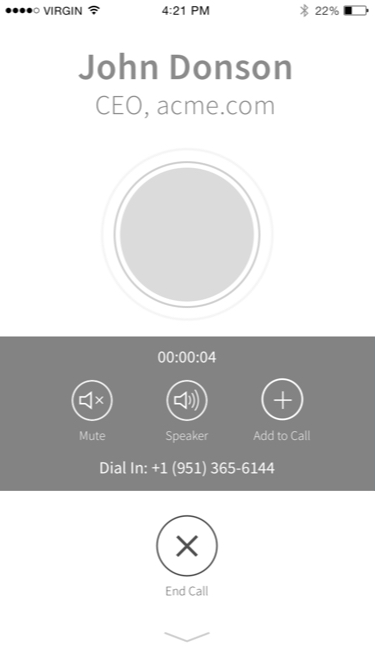 VIRGIN 4:21 PM 22%
John Donson
CEO, acme.com
00:00:04
Mute Speaker Add to Call
Dial In: +1 (951) 365-6144
End Call